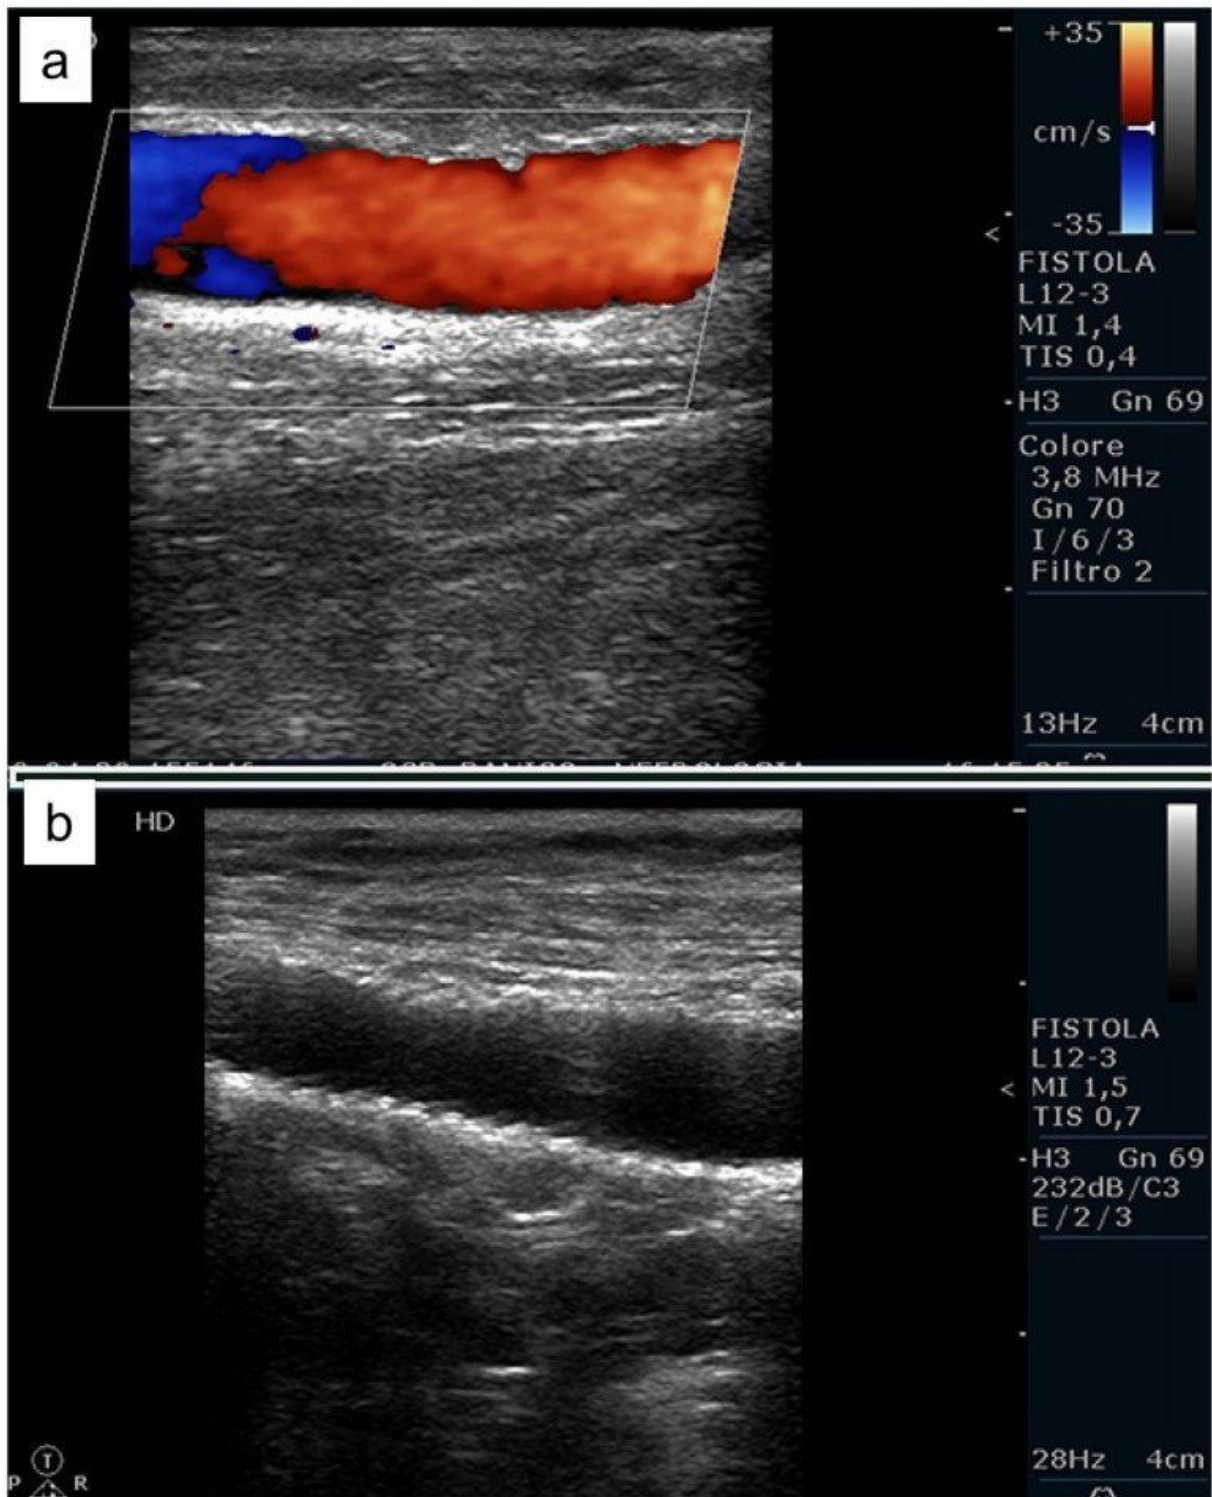 a
+35
cm/s
-35
<
FISTOLA
L12-3
MI 1,4
TIS 0,4
H3 Gn 69
Colore
3,8 MHz
Gn 70
I/6/3
Filtro 2
13Hz 4cm
b
HD
FISTOLA
L12-3
<
MI 1,5
TIS 0,7
H3 Gn 69
232dB/C3
E/2/3
T
P R
28Hz 4cm